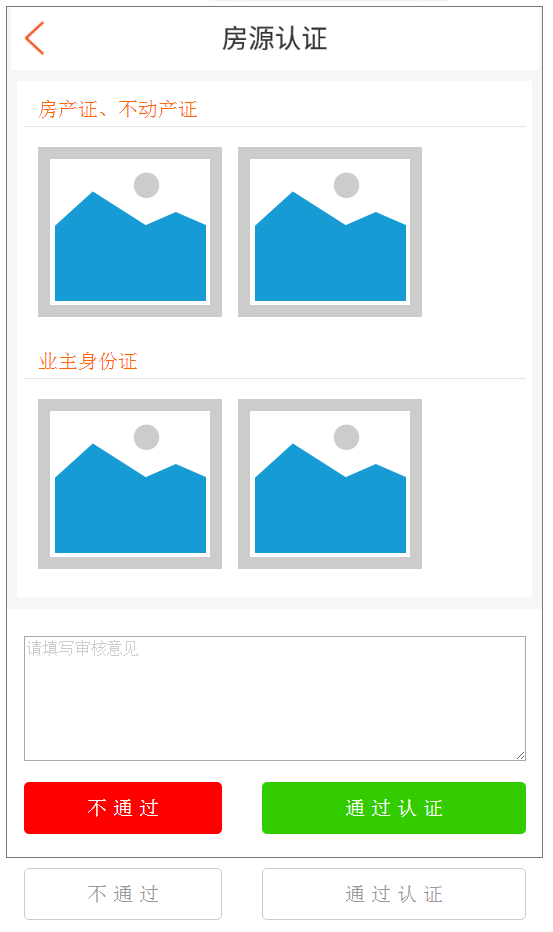 房源认证
房产证、不动产证
业主身份证
请填写审核意见
不 通 过
通 过 认 证
不 通 过
通 过 认 证